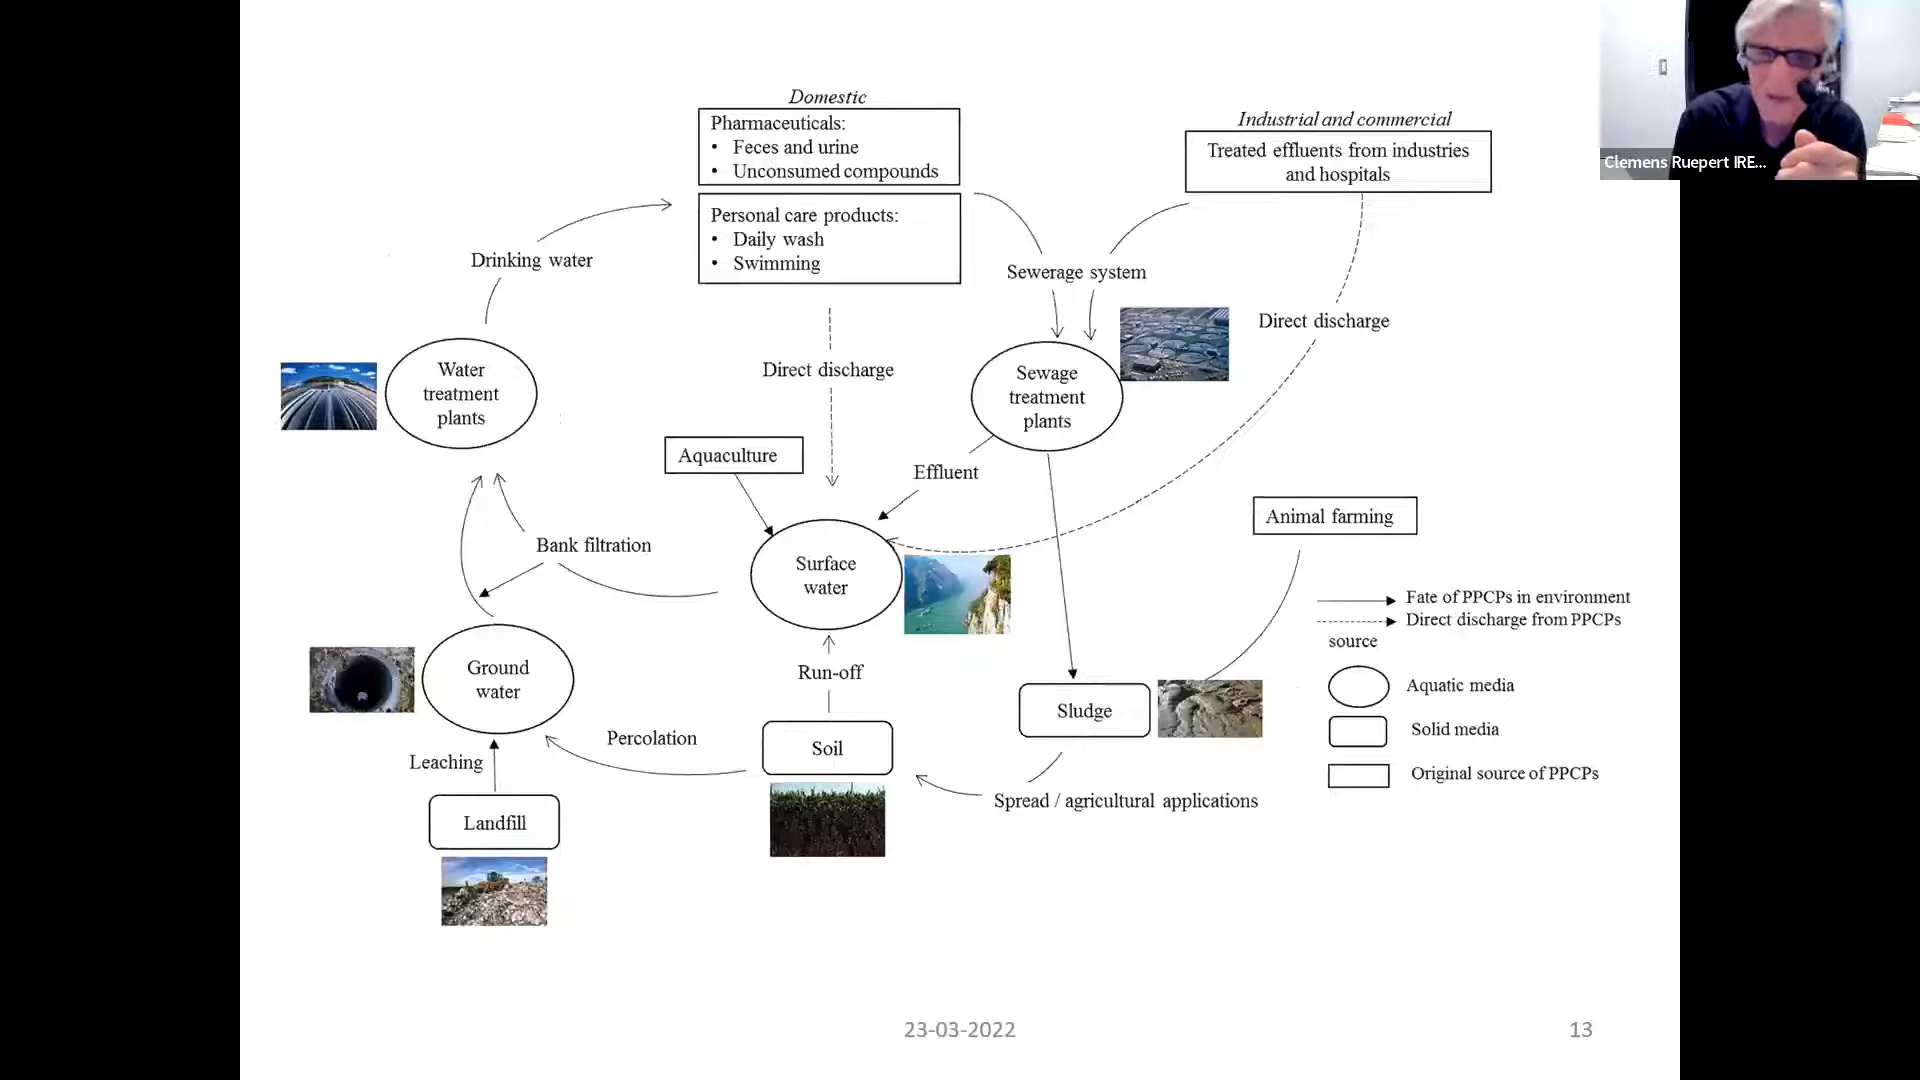 Domestic
Pharmaceuticals:
• Feces and urine
• Unconsumed compounds
Personal care products:
• Daily wash
• Swimming
Industrial and commercial
Treated effluents from industries
and hospitals
Clemens Ruepert IRE...
Drinking water
Sewerage system
Direct discharge
Direct discharge
Water
treatment
plants
Sewage
treatment
plants
Aquaculture
Effluent
Animal farming
Bank filtration
Surface
water
Fate of PPCPs in environment
Direct discharge from PPCPs
source
Aquatic media
Solid media
Original source of PPCPs
Ground
water
Run-off
Sludge
Percolation
Soil
Leaching
Spread / agricultural applications
Landfill
23-03-2022
13